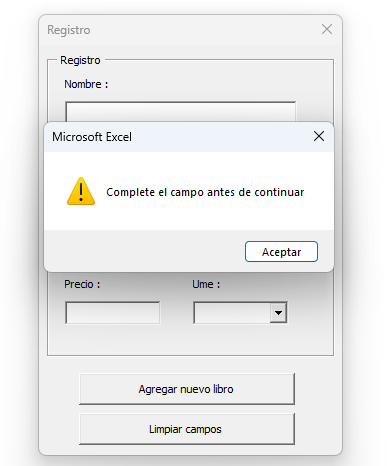 Registro
Registro
Nombre :
Microsoft Excel
Complete el campo antes de continuar
Aceptar
Precio :
Ume :
Agregar nuevo libro
Limpiar campos